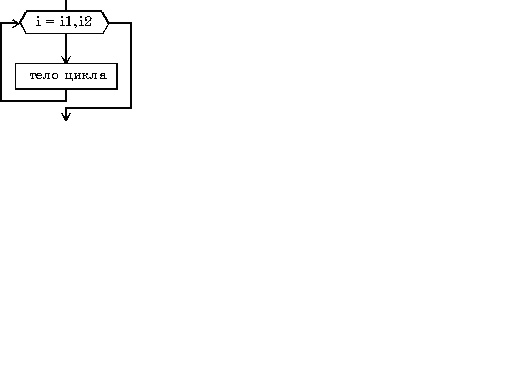 i = i1,i2
тело цикла